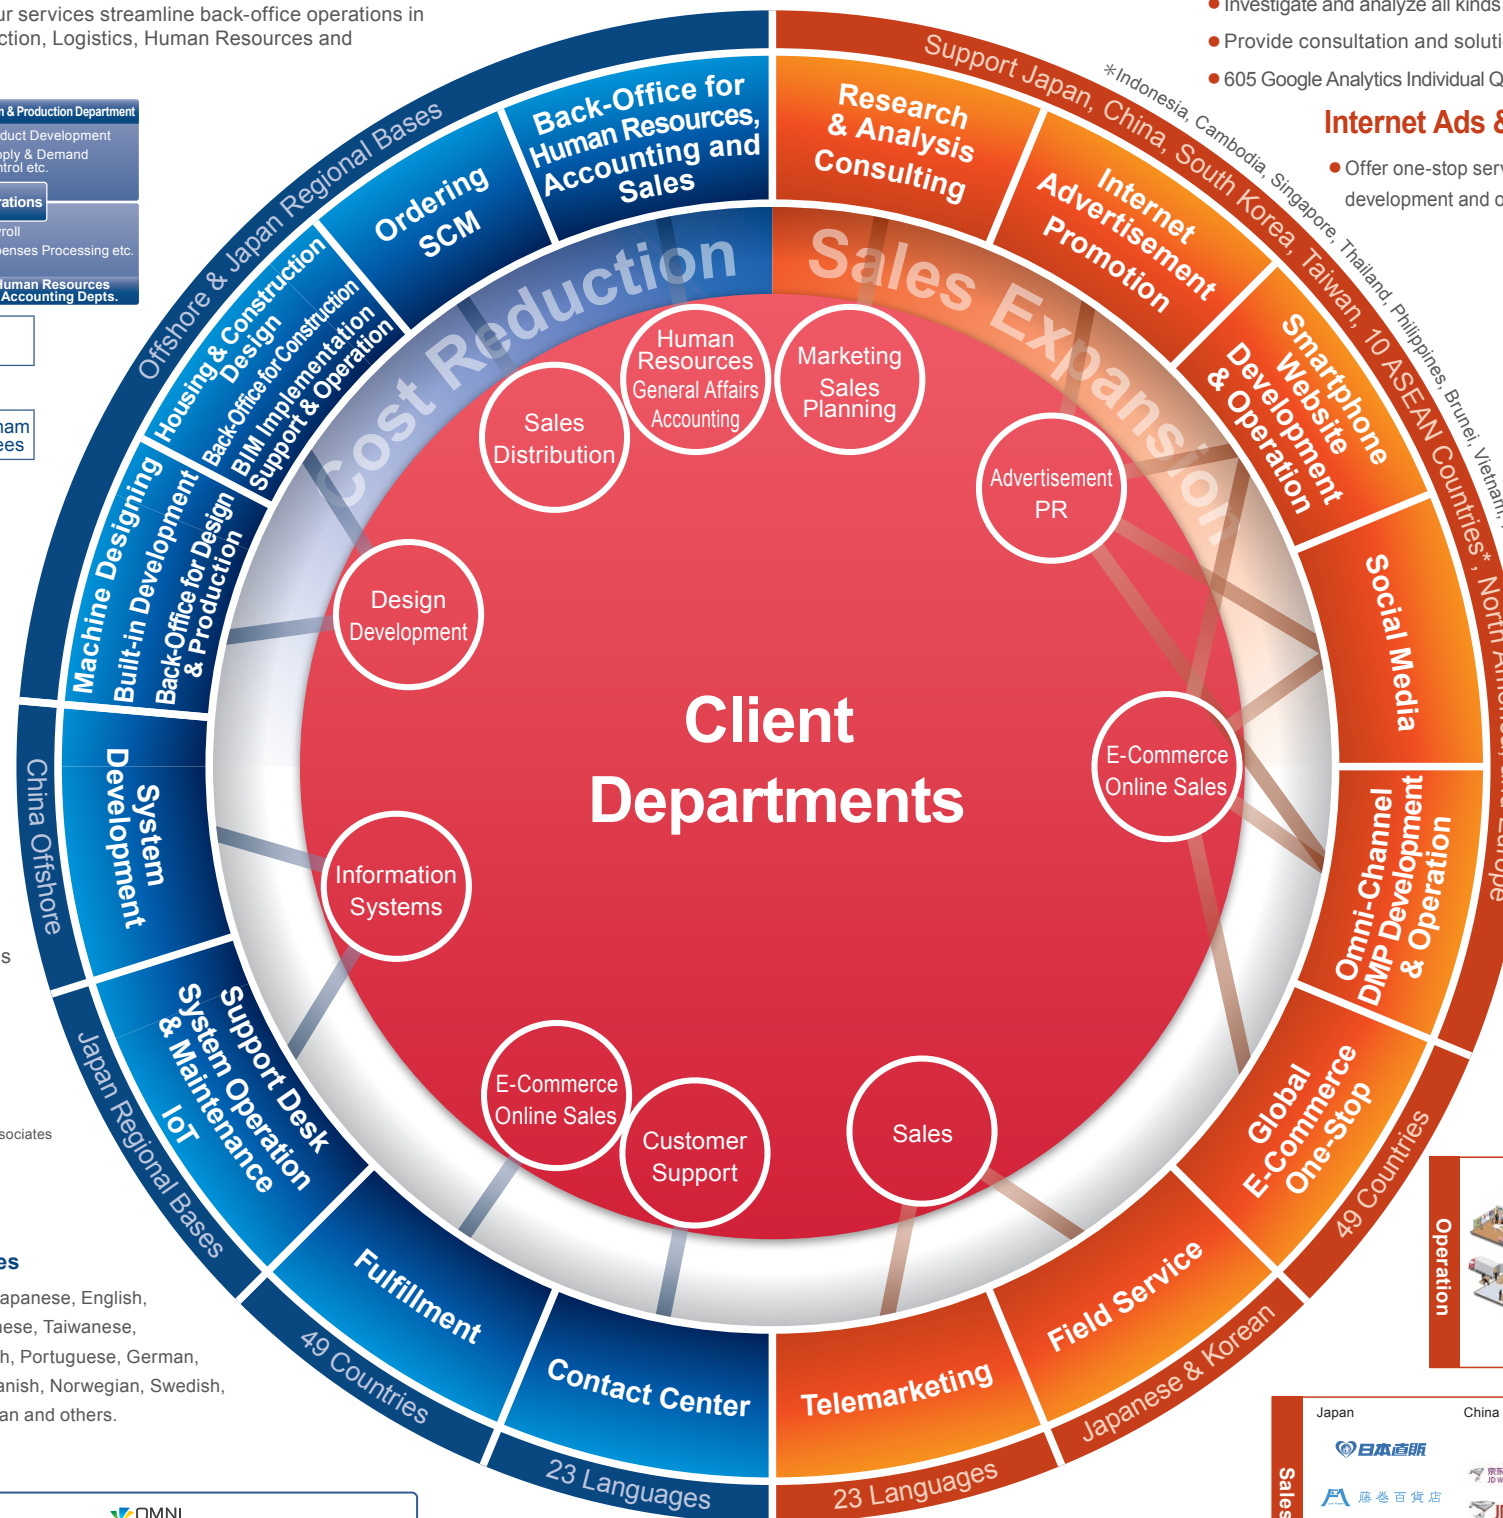 ur services streamline back-office operations in
ction, Logistics, Human Resources and
n & Production Department
duct Development
pply & Demand
ntrol etc.
rations
roll
penses Processing etc.
Human Resources
Accounting Depts.
nam
ees
s
sociates
es
apanese, English,
nese, Taiwanese,
h, Portuguese, German,
anish, Norwegian, Swedish,
an and others.
OMNI
Investigate and analyze all kinds
Provide consultation and soluti
605 Google Analytics Individual Q
Internet Ads &
Offer one-stop serv
development and o
Offshore & Japan Regional Bases
China Offshore
Japan Regional Bases
49 Countries
23 Languages
Support Japan, China, South Korea, Taiwan, 10 ASEAN Countries*, North America, and Europe
*Indonesia, Cambodia, Singapore, Thailand, Philippines, Brunei, Vietnam,
49 Countries
Japanese & Korean
23 Languages
Back-Office for
Human Resources,
Accounting and
Sales
Ordering
SCM
Housing & Construction
Design
Back-Office for Construction
BIM Implementation
Support & Operation
Machine Designing
Built-in Development
Back-Office for Design
& Production
System
Development
Support Desk
System Operation
& Maintenance
IoT
Fulfillment
Contact Center
Research
& Analysis
Consulting
Internet
Advertisement
Promotion
Smartphone
Website
Development
& Operation
Social Media
Omni-Channel
DMP Development
& Operation
Global
E-Commerce
One-Stop
Field Service
Telemarketing
Cost Reduction
Sales Expansion
Human
Resources
General Affairs
Accounting
Marketing
Sales
Planning
Sales
Distribution
Advertisement
PR
Design
Development
E-Commerce
Online Sales
Information
Systems
E-Commerce
Online Sales
Customer
Support
Sales
Client
Departments
Operation
Sales
Japan
China
日本直販
藤巻百貨店